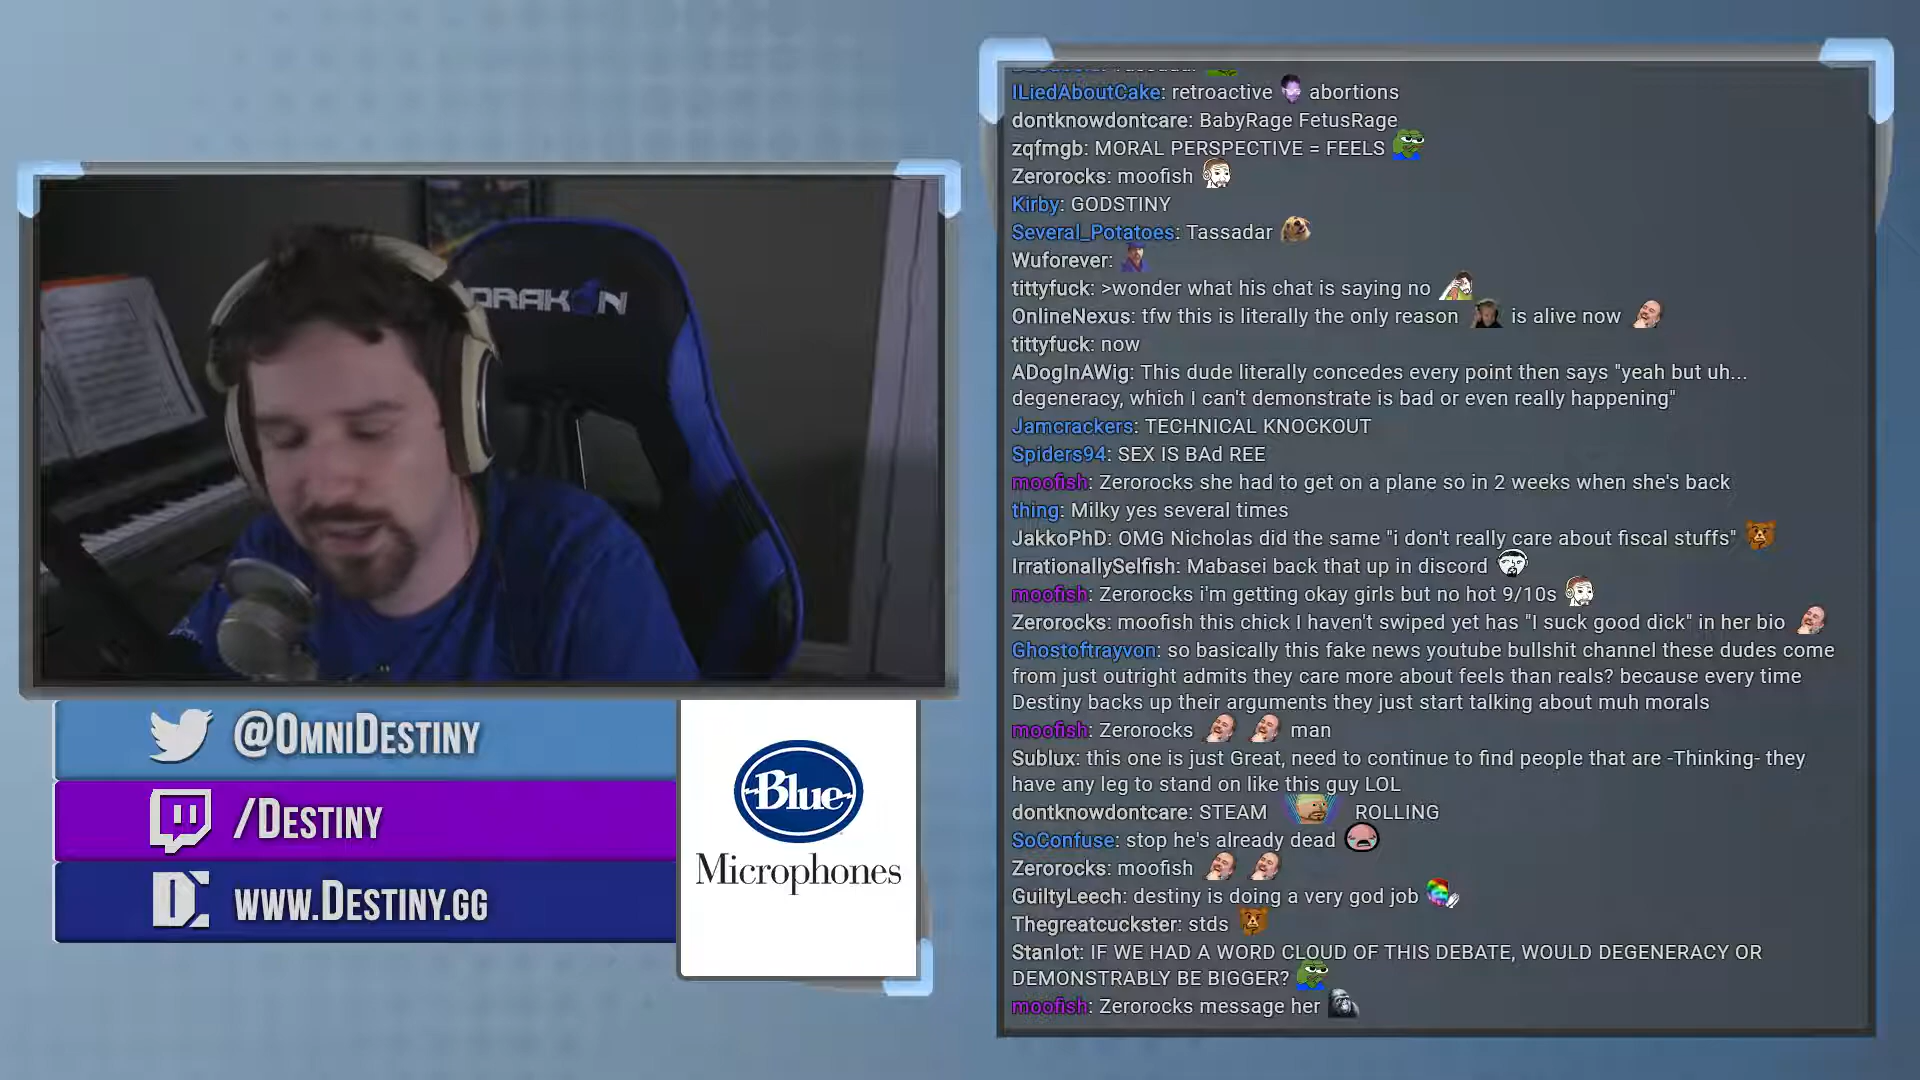 ILiedAboutCake: retroactive abortions
dontknowdontcare: BabyRage FetusRage
zqfmgb: MORAL PERSPECTIVE = FEELS
Zerorocks: moofish
Kirby: GODSTINY
Several_Potatoes: Tassadar
Wuforever:
tittyfuck: >wonder what his chat is saying no
OnlineNexus: tfw this is literally the only reason is alive now
tittyfuck: now
ADogInAWig: This dude literally concedes every point then says "yeah but uh...
degeneracy, which I can't demonstrate is bad or even really happening"
Jamcrackers: TECHNICAL KNOCKOUT
Spiders94: SEX IS BAd REE
moofish: Zerorocks she had to get on a plane so in 2 weeks when she's back
thing: Milky yes several times
JakkoPhD: OMG Nicholas did the same "i don't really care about fiscal stuffs"
IrrationallySelfish: Mabasei back that up in discord
moofish: Zerorocks i'm getting okay girls but no hot 9/10s
Zerorocks: moofish this chick I haven't swiped yet has "I suck good dick" in her bio
Ghostoftrayvon: so basically this fake news youtube bullshit channel these dudes come
from just outright admits they care more about feels than reals? because every time
Destiny backs up their arguments they just start talking about muh morals
moofish: Zerorocks man
Sublux: this one is just Great, need to continue to find people that are -Thinking- they
have any leg to stand on like this guy LOL
dontknowdontcare: STEAM ROLLING
SoConfuse: stop he's already dead
Zerorocks: moofish
GuiltyLeech: destiny is doing a very god job
Thegreatcuckster: stds
Stanlot: IF WE HAD A WORD CLOUD OF THIS DEBATE, WOULD DEGENERACY OR
DEMONSTRABLY BE BIGGER?
moofish: Zerorocks message her
DRAKON
@OmniDestiny
/Destiny
www.Destiny.gg
Blue
Microphones